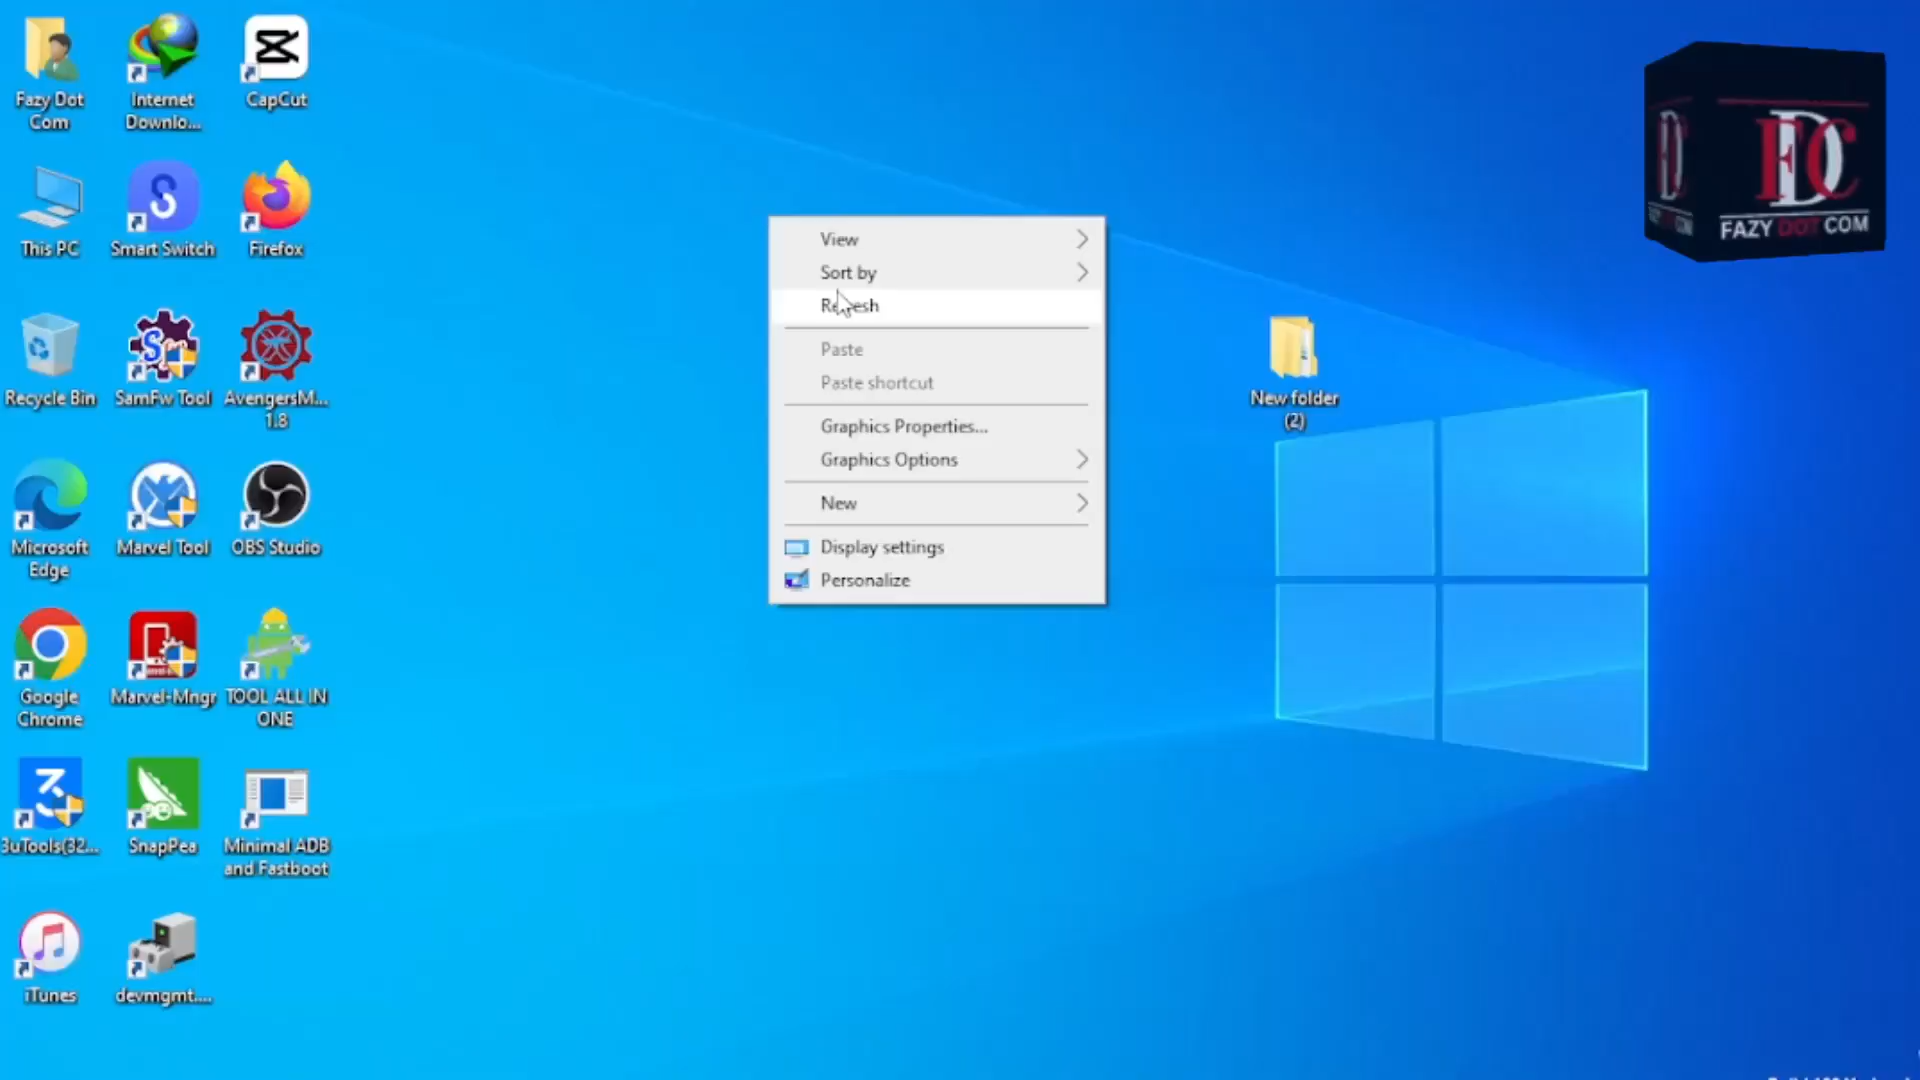 Fazy Dot
Com
Internet
Downlo...
CapCut
This PC
Smart Switch
Firefox
Recycle Bin
SamFw Tool
AvengersM...
1.8
Microsoft
Edge
Marvel Tool
OBS Studio
Google
Chrome
Marvel-Mngr
TOOL ALL IN
ONE
3uTools(32...
SnapPea
Minimal ADB
and Fastboot
iTunes
devmgmt....
View
Sort by
Refresh
Paste
Paste shortcut
Graphics Properties...
Graphics Options
New
Display settings
Personalize
New folder
(2)
FDC
FAZY DOT COM